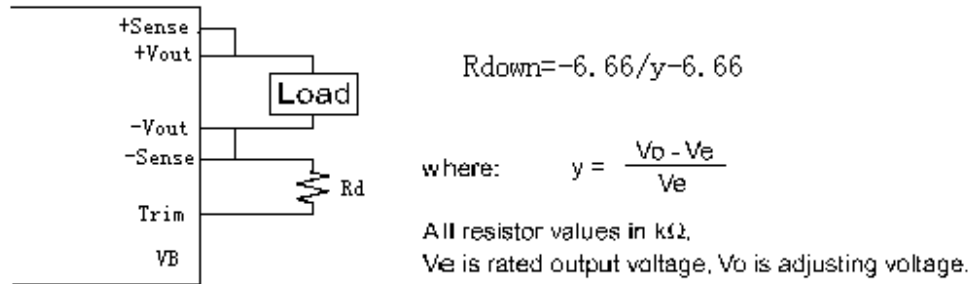 +Sense
+Vout
Load
-Vout
-Sense
Rd
Trim
VB
Rdown=-6.66/y-6.66
where: y = Vo - Ve
Ve
All resistor values in kΩ,
Ve is rated output voltage, Vo is adjusting voltage.